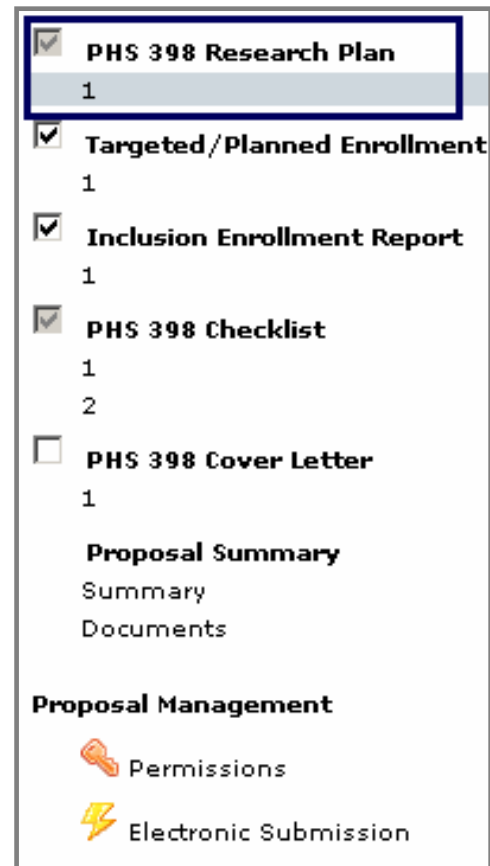 PHS 398 Research Plan
1
Targeted/Planned Enrollment
1
Inclusion Enrollment Report
1
PHS 398 Checklist
1
2
PHS 398 Cover Letter
1
Proposal Summary
Summary
Documents
Proposal Management
Permissions
Electronic Submission